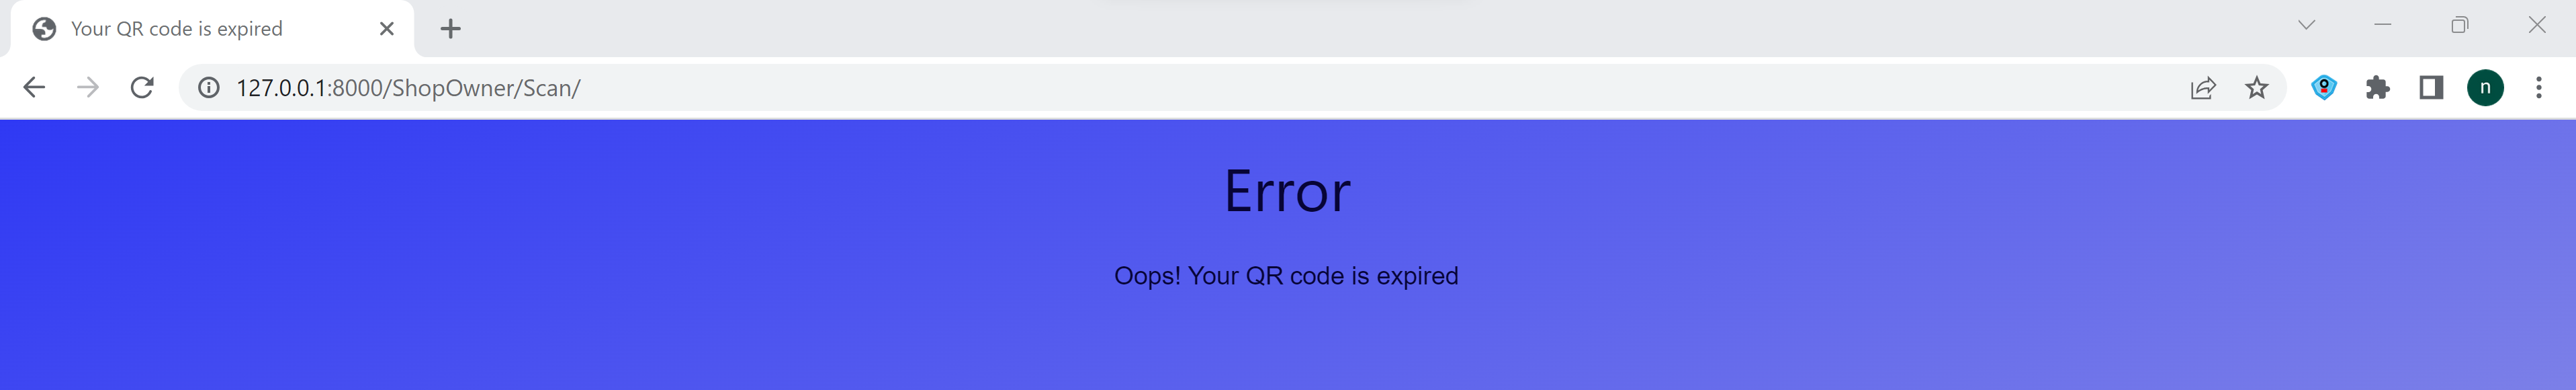 Your QR code is expired
127.0.0.1:8000/ShopOwner/Scan/
n
Error
Oops! Your QR code is expired